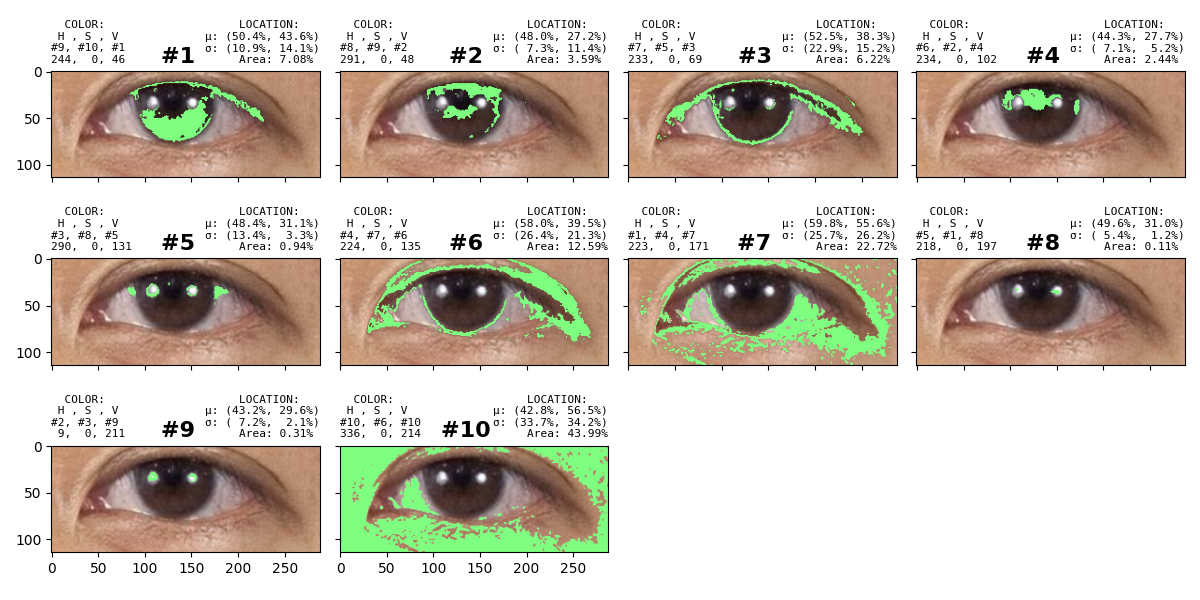 COLOR: LOCATION:
H , S , V μ: (50.4%, 43.6%)
#9, #10, #1 σ: (10.9%, 14.1%)
244, 0, 46 #1 Area: 7.08%
COLOR: LOCATION:
H , S , V μ: (48.0%, 27.2%)
#8, #9, #2 σ: ( 7.3%, 11.4%)
291, 0, 48 #2 Area: 3.59%
COLOR: LOCATION:
H , S , V μ: (52.5%, 38.3%)
#7, #5, #3 σ: (22.9%, 15.2%)
233, 0, 69 #3 Area: 6.22%
COLOR: LOCATION:
H , S , V μ: (44.3%, 27.7%)
#6, #2, #4 σ: ( 7.1%, 5.2%)
234, 0, 102 #4 Area: 2.44%
0
50
100
COLOR: LOCATION:
H , S , V μ: (48.4%, 31.1%)
#3, #8, #5 σ: (13.4%, 3.3%)
290, 0, 131 #5 Area: 0.94%
COLOR: LOCATION:
H , S , V μ: (58.0%, 39.5%)
#4, #7, #6 σ: (26.4%, 21.3%)
224, 0, 135 #6 Area: 12.59%
COLOR: LOCATION:
H , S , V μ: (59.8%, 55.6%)
#1, #4, #7 σ: (25.7%, 26.2%)
223, 0, 171 #7 Area: 22.72%
COLOR: LOCATION:
H , S , V μ: (49.6%, 31.0%)
#5, #1, #8 σ: ( 5.4%, 1.2%)
218, 0, 197 #8 Area: 0.11%
0
50
100
COLOR: LOCATION:
H , S , V μ: (43.2%, 29.6%)
#2, #3, #9 σ: ( 7.2%, 2.1%)
9, 0, 211 #9 Area: 0.31%
COLOR: LOCATION:
H , S , V μ: (42.8%, 56.5%)
#10, #6, #10 σ: (33.7%, 34.2%)
336, 0, 214 #10 Area: 43.99%
0
50
100
0 50 100 150 200 250
0 50 100 150 200 250